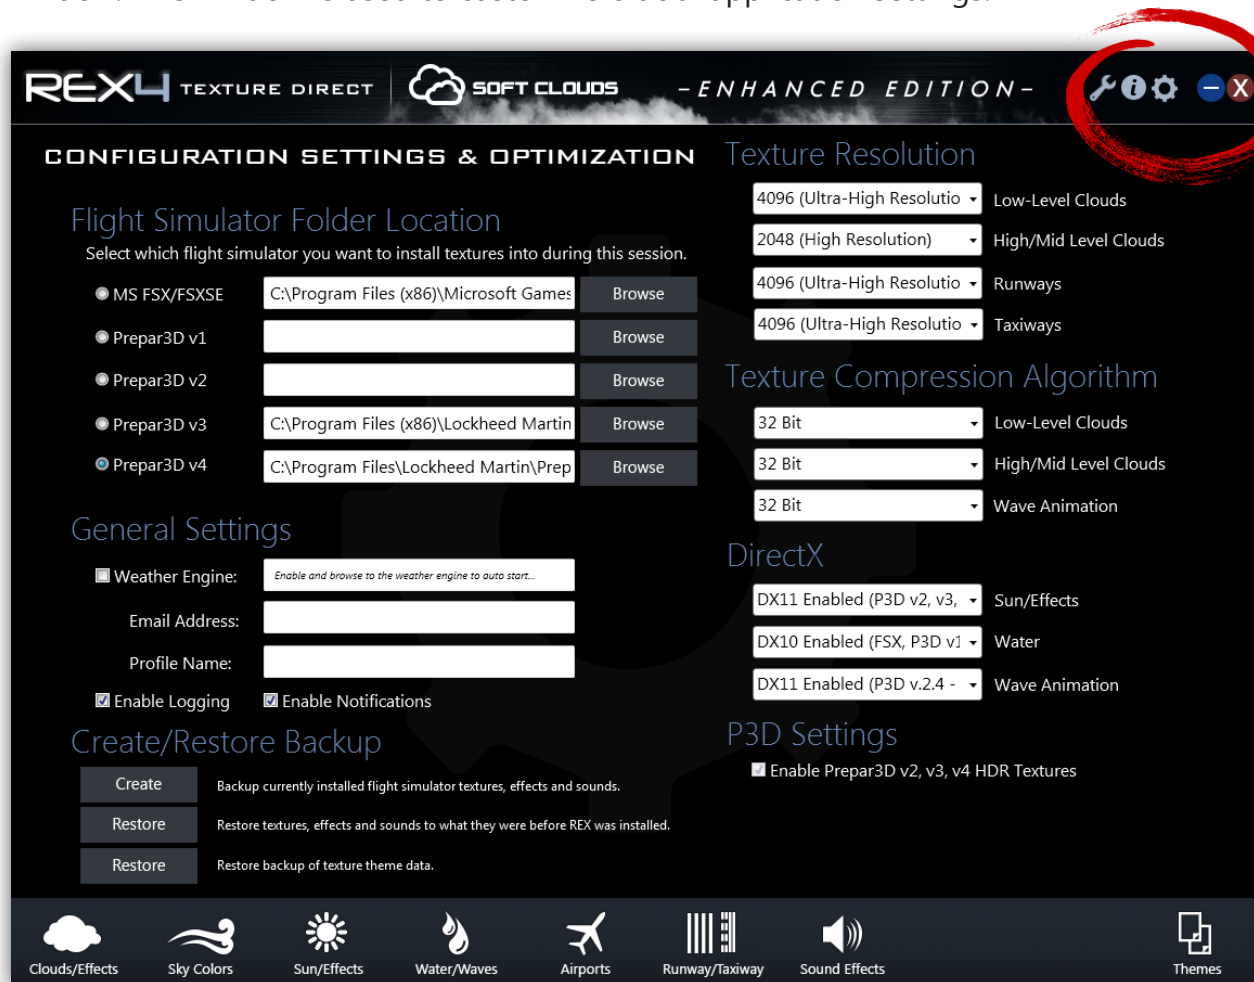 REX4 TEXTURE DIRECT SOFT CLOUDS -ENHANCED EDITION- X
CONFIGURATION SETTINGS & OPTIMIZATION
Flight Simulator Folder Location
Select which flight simulator you want to install textures into during this session.
MS FSX/FSXSE C:\Program Files (x86)\Microsoft Games Browse
Prepar3D v1 Browse
Prepar3D v2 Browse
Prepar3D v3 C:\Program Files (x86)\Lockheed Martin Browse
Prepar3D v4 C:\Program Files\Lockheed Martin\Prep Browse
General Settings
Weather Engine: Enable and browse to the weather engine to auto start...
Email Address:
Profile Name:
Enable Logging Enable Notifications
Create/Restore Backup
Create Backup currently installed flight simulator textures, effects and sounds.
Restore Restore textures, effects and sounds to what they were before REX was installed.
Restore Restore backup of texture theme data.
Texture Resolution
4096 (Ultra-High Resolutio Low-Level Clouds
2048 (High Resolution) High/Mid Level Clouds
4096 (Ultra-High Resolutio Runways
4096 (Ultra-High Resolutio Taxiways
Texture Compression Algorithm
32 Bit Low-Level Clouds
32 Bit High/Mid Level Clouds
32 Bit Wave Animation
DirectX
DX11 Enabled (P3D v2, v3, Sun/Effects
DX10 Enabled (FSX, P3D v1 Water
DX11 Enabled (P3D v.2.4 - Wave Animation
P3D Settings
Enable Prepar3D v2, v3, v4 HDR Textures
Clouds/Effects Sky Colors Sun/Effects Water/Waves Airports Runway/Taxiway Sound Effects Themes